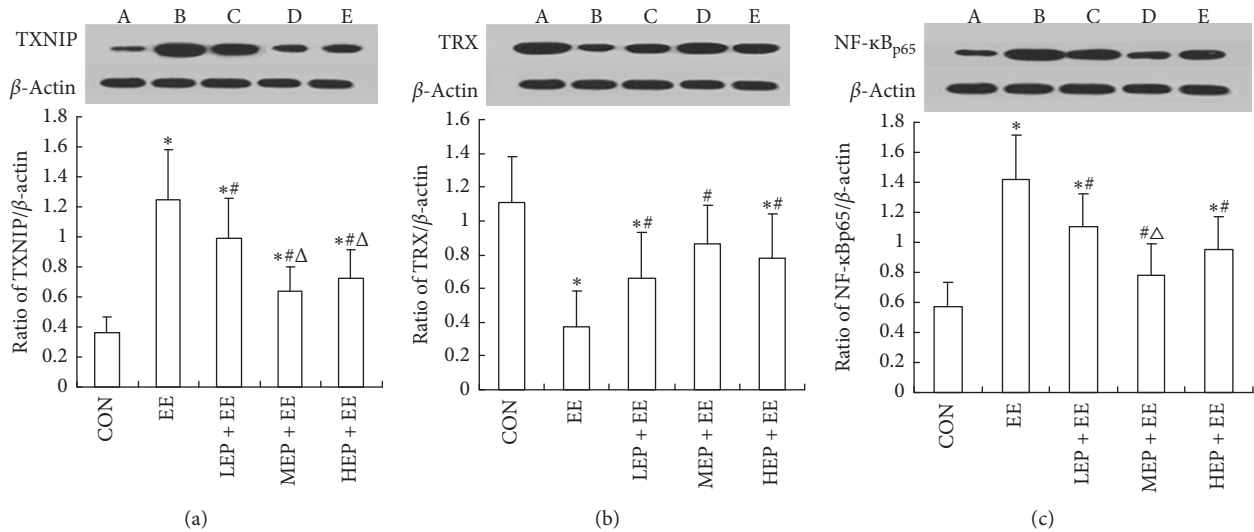 A B C D E
TXNIP
β-Actin
1.8
1.6
1.4
1.2
1
0.8
0.6
0.4
0.2
0
Ratio of TXNIP/β-actin
*
*#
*#Δ
*#Δ
CON
EE
LEP + EE
MEP + EE
HEP + EE
(a)
A B C D E
TRX
β-Actin
1.6
1.4
1.2
1
0.8
0.6
0.4
0.2
0
Ratio of TRX/β-actin
*
*#
#
*#
CON
EE
LEP + EE
MEP + EE
HEP + EE
(b)
A B C D E
NF-κBp65
β-Actin
1.8
1.6
1.4
1.2
1
0.8
0.6
0.4
0.2
0
Ratio of NF-κBp65/β-actin
*
*#
#△
*#
CON
EE
LEP + EE
MEP + EE
HEP + EE
(c)